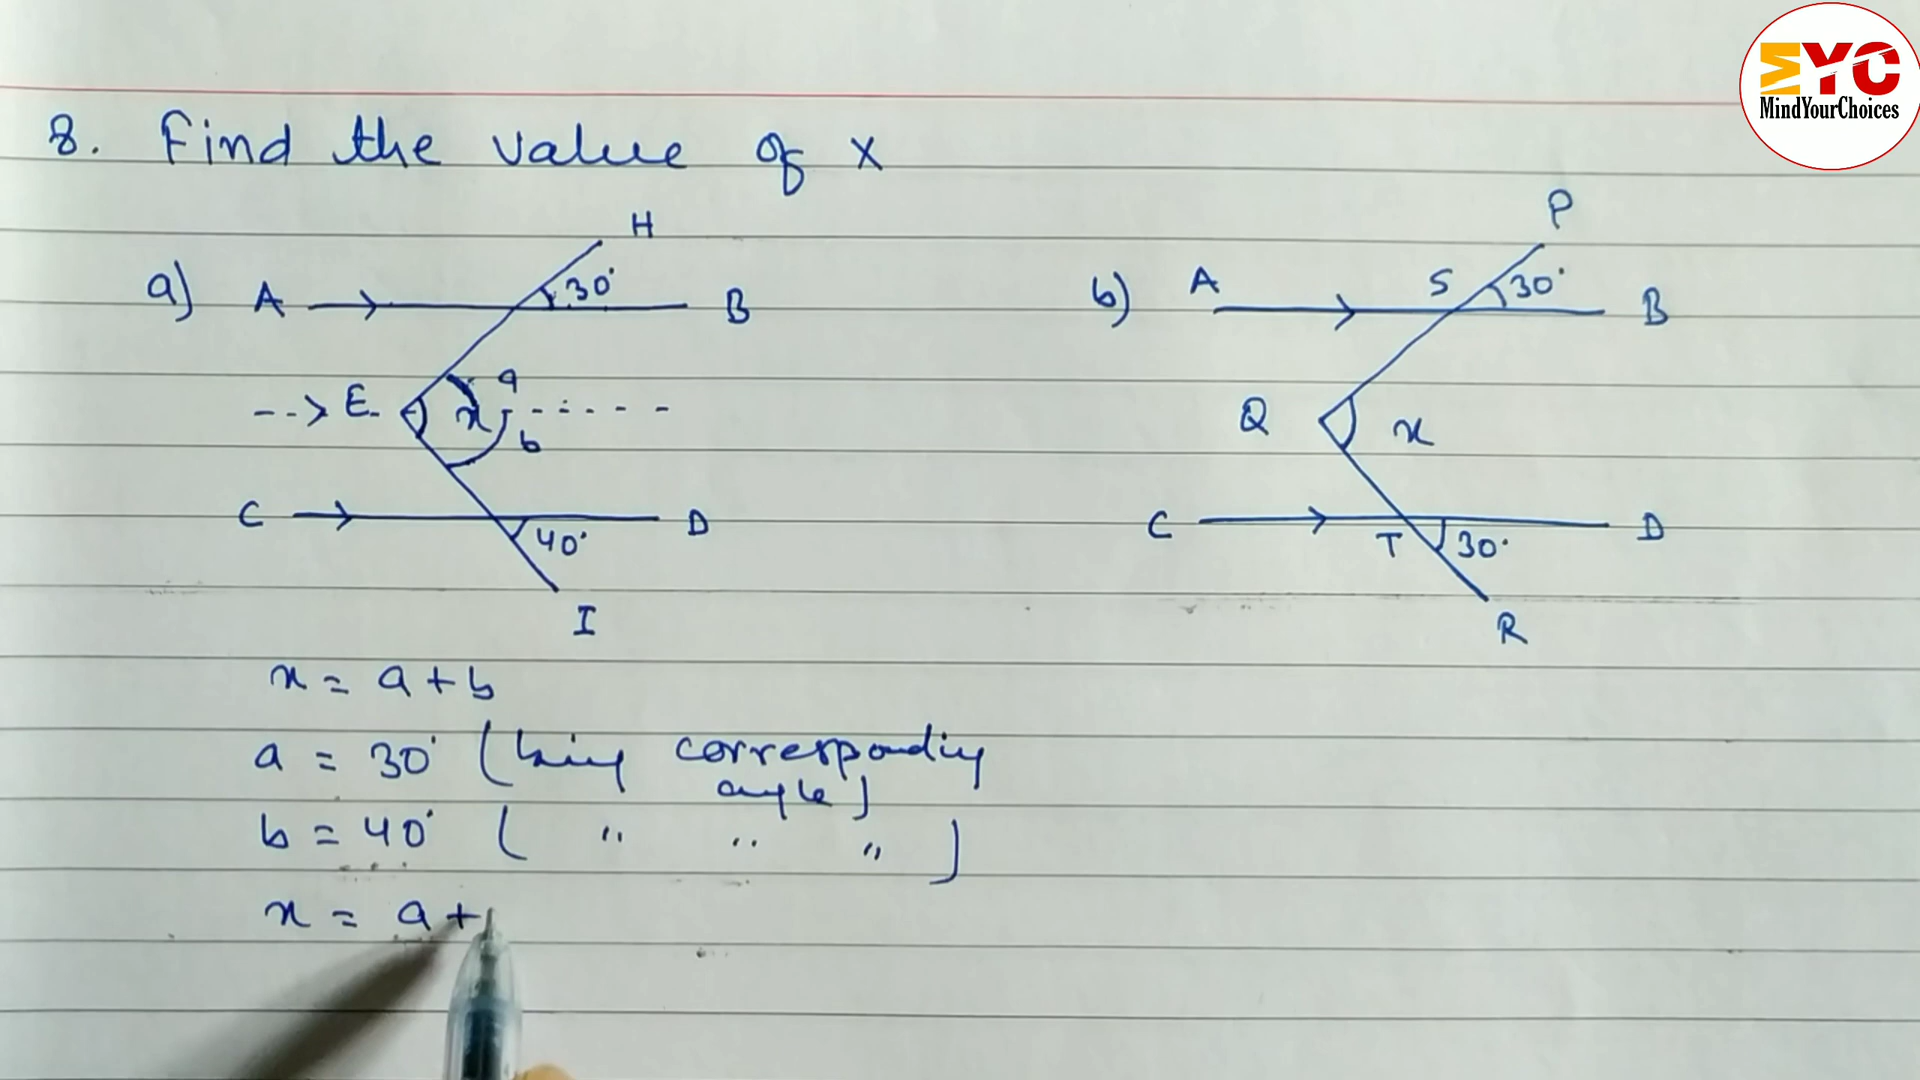 MYC
MindYourChoices
8. Find the value of x
a) A B H 30°
E x a b
C D 40° I
b) A S B P 30°
Q x
C T D 30° R
x = a + b
a = 30° (being corresponding
angle)
b = 40° ( " " " )
x = a +